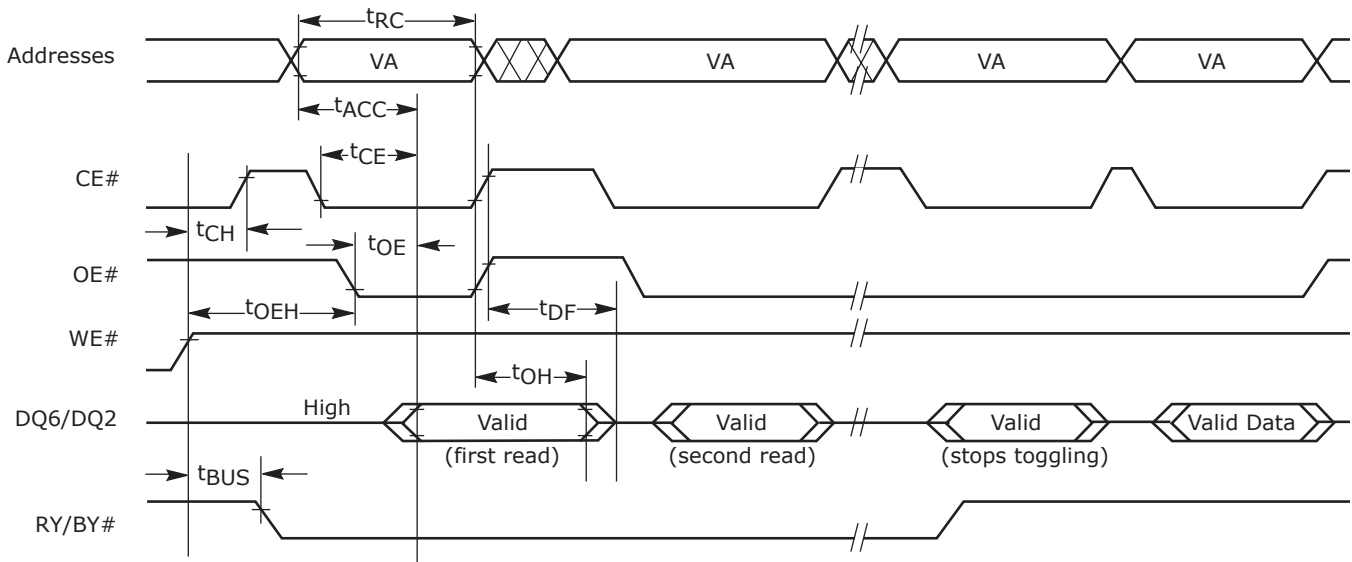 tRC
Addresses VA VA VA VA
tACC
tCE
CE#
tCH
tOE
OE#
tOEH
tDF
WE#
tOH
High
DQ6/DQ2 Valid Valid Valid Valid Data
(first read) (second read) (stops toggling)
tBUS
RY/BY#